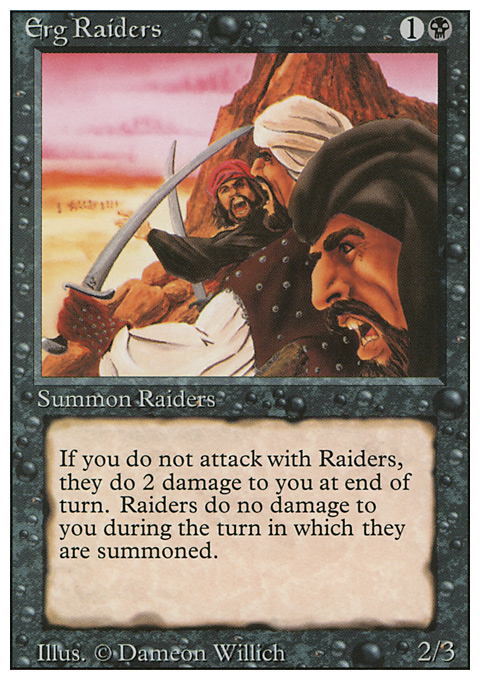 Erg Raiders
1
Summon Raiders
If you do not attack with Raiders,
they do 2 damage to you at end of
turn. Raiders do no damage to
you during the turn in which they
are summoned.
Illus. © Dameon Willich
2/3